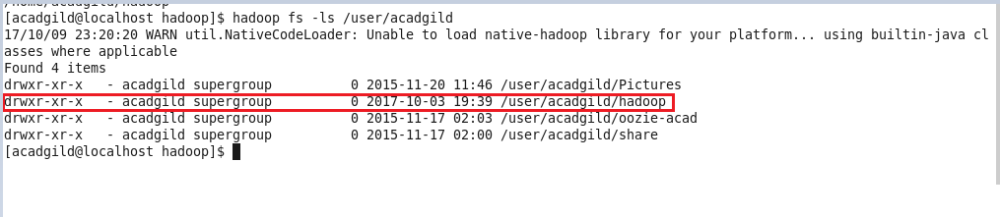 /home/acadgild/hadoop
[acadgild@localhost hadoop]$ hadoop fs -ls /user/acadgild
17/10/09 23:20:20 WARN util.NativeCodeLoader: Unable to load native-hadoop library for your platform... using builtin-java cl
asses where applicable
Found 4 items
drwxr-xr-x   - acadgild supergroup          0 2015-11-20 11:46 /user/acadgild/Pictures
drwxr-xr-x   - acadgild supergroup          0 2017-10-03 19:39 /user/acadgild/hadoop
drwxr-xr-x   - acadgild supergroup          0 2015-11-17 02:03 /user/acadgild/oozie-acad
drwxr-xr-x   - acadgild supergroup          0 2015-11-17 02:00 /user/acadgild/share
[acadgild@localhost hadoop]$